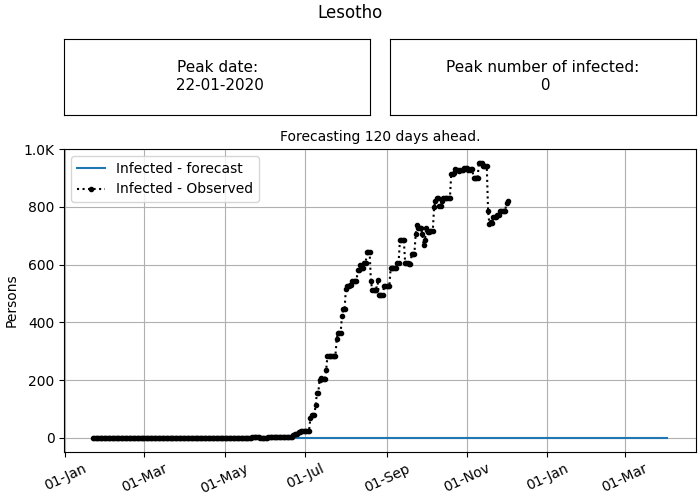 Lesotho
Peak date:
22-01-2020
Peak number of infected:
0
Forecasting 120 days ahead.
Infected - forecast
Infected - Observed
Persons
1.0K
800
600
400
200
0
01-Jan
01-Mar
01-May
01-Jul
01-Sep
01-Nov
01-Jan
01-Mar